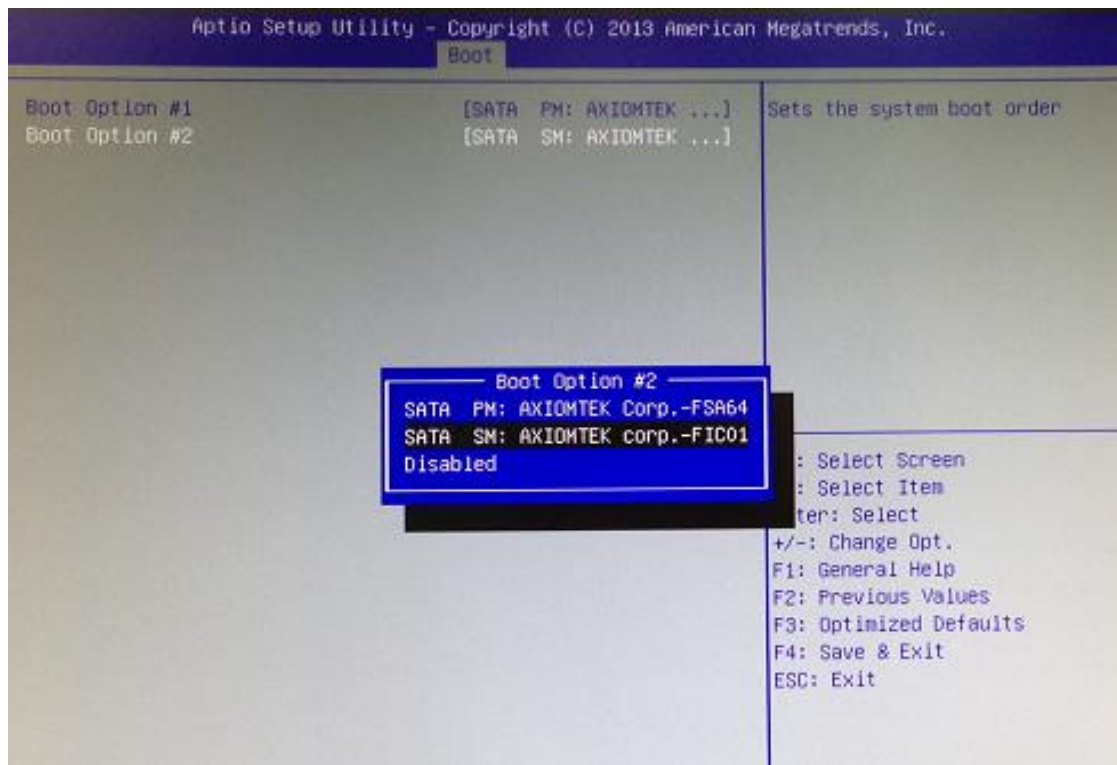 Aptio Setup Utility - Copyright (C) 2013 American Megatrends, Inc.
Boot
Boot Option #1 [SATA PM: AXIOMTEK ...]
Boot Option #2 [SATA SM: AXIOMTEK ...]
Sets the system boot order
Boot Option #2
SATA PM: AXIOMTEK Corp.-FSA64
SATA SM: AXIOMTEK corp.-FIC01
Disabled
: Select Screen
: Select Item
ter: Select
+/-: Change Opt.
F1: General Help
F2: Previous Values
F3: Optimized Defaults
F4: Save & Exit
ESC: Exit